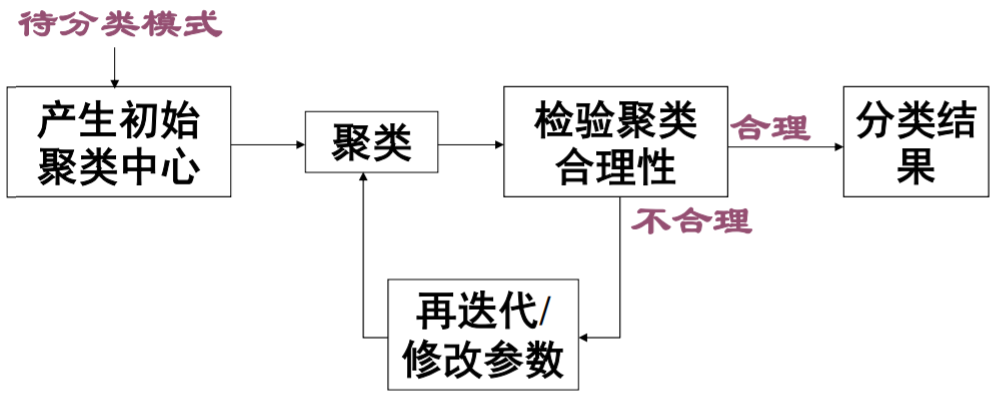 待分类模式
产生初始
聚类中心
聚类
检验聚类
合理性
合理
分类结
果
不合理
再迭代/
修改参数